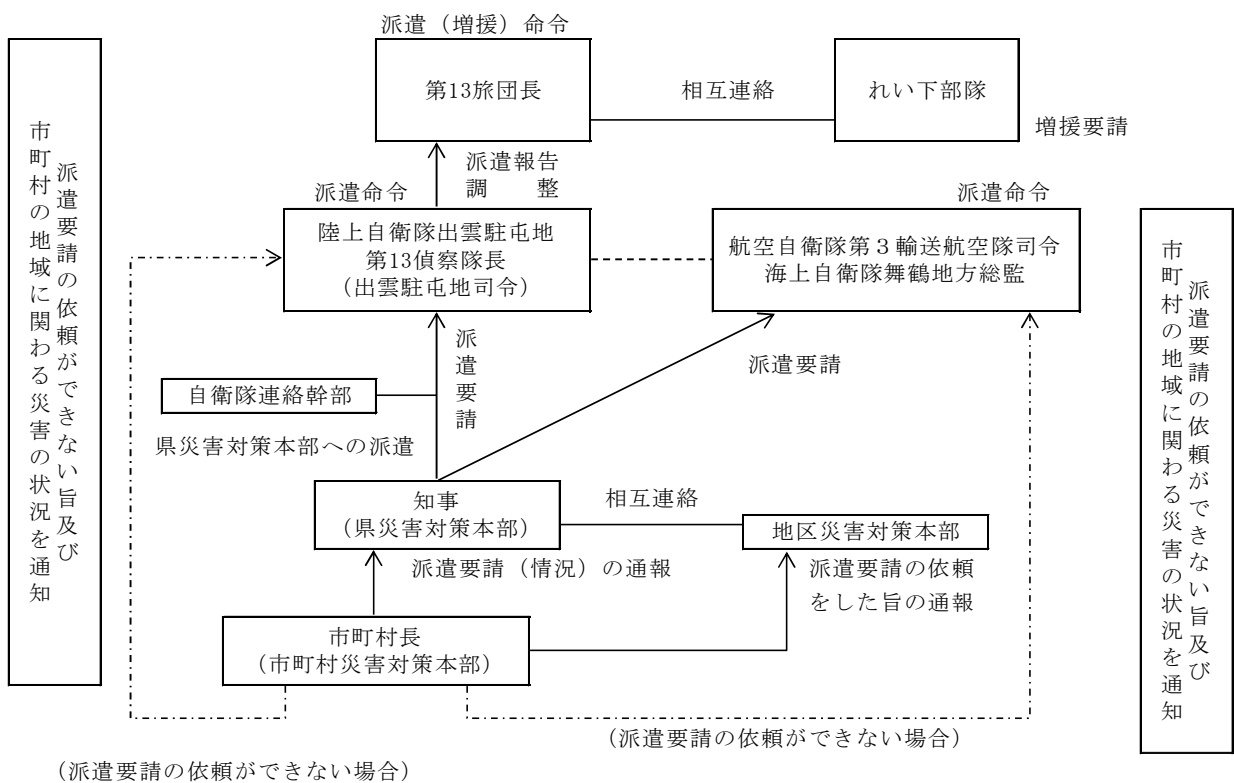 派遣（増援）命令
第13旅団長
相互連絡
れい下部隊
増援要請
派遣報告
調　整
派遣命令
陸上自衛隊出雲駐屯地
第13偵察隊長
（出雲駐屯地司令）
派遣命令
航空自衛隊第３輸送航空隊司令
海上自衛隊舞鶴地方総監
派遣要請の依頼ができない旨及び
市町村の地域に関わる災害の状況を通知
派遣要請の依頼ができない旨及び
市町村の地域に関わる災害の状況を通知
派遣要請
派遣要請
自衛隊連絡幹部
県災害対策本部への派遣
知事
（県災害対策本部）
相互連絡
地区災害対策本部
派遣要請（情況）の通報
派遣要請の依頼
をした旨の通報
市町村長
（市町村災害対策本部）
（派遣要請の依頼ができない場合）
（派遣要請の依頼ができない場合）